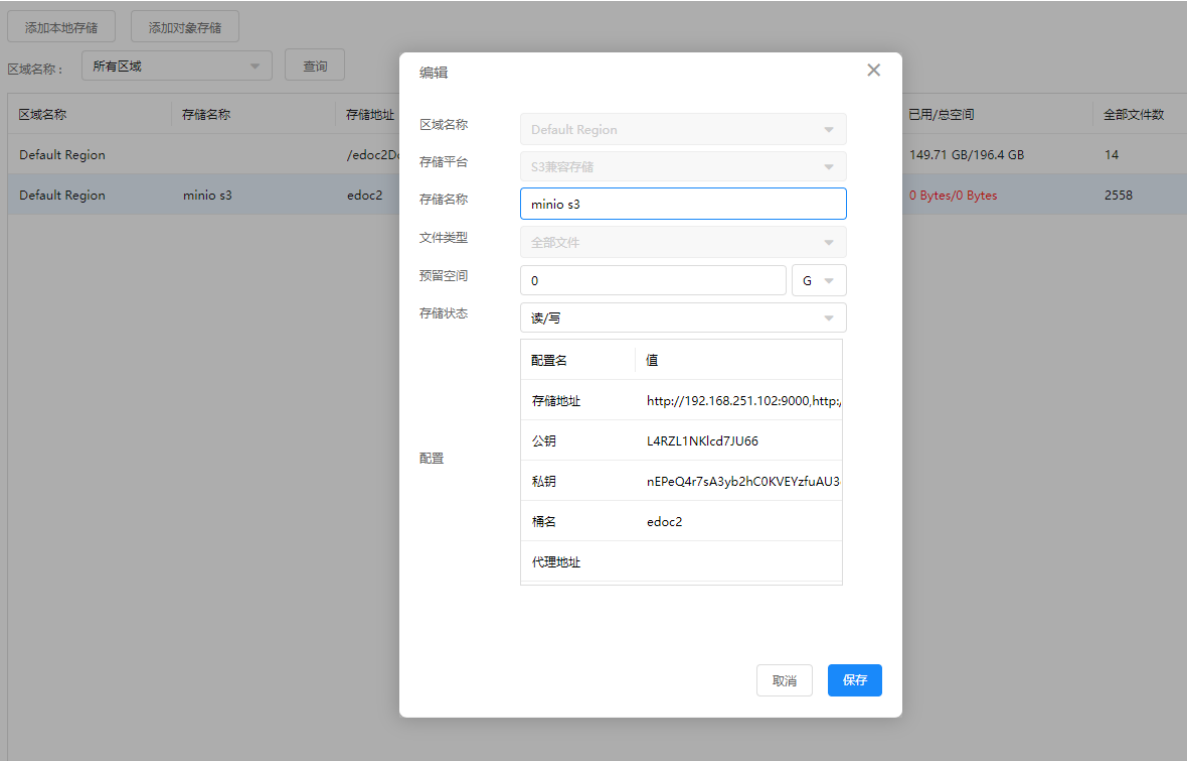 添加本地存储 添加对象存储
区域名称： 所有区域 查询
区域名称 存储名称 存储地址 已用/总空间 全部文件数
Default Region /edoc2Do 149.71 GB/196.4 GB 14
Default Region minio s3 edoc2 0 Bytes/0 Bytes 2558
编辑
区域名称 Default Region
存储平台 S3兼容存储
存储名称 minio s3
文件类型 全部文件
预留空间 0 G
存储状态 读/写
配置
配置名 值
存储地址 http://192.168.251.102:9000,http:/
公钥 L4RZL1NKlcd7JU66
私钥 nEPeQ4r7sA3yb2hC0KVEYzfuAU3
桶名 edoc2
代理地址
取消 保存